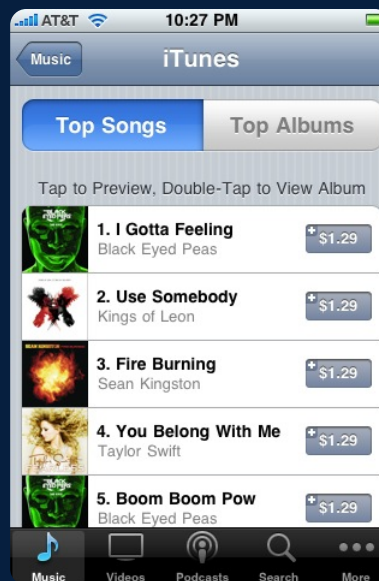 AT&T 10:27 PM
Music iTunes
Top Songs Top Albums
Tap to Preview, Double-Tap to View Album
1. I Gotta Feeling
Black Eyed Peas
$1.29
2. Use Somebody
Kings of Leon
$1.29
3. Fire Burning
Sean Kingston
$1.29
4. You Belong With Me
Taylor Swift
$1.29
5. Boom Boom Pow
Black Eyed Peas
$1.29
Music Videos Podcasts Search More